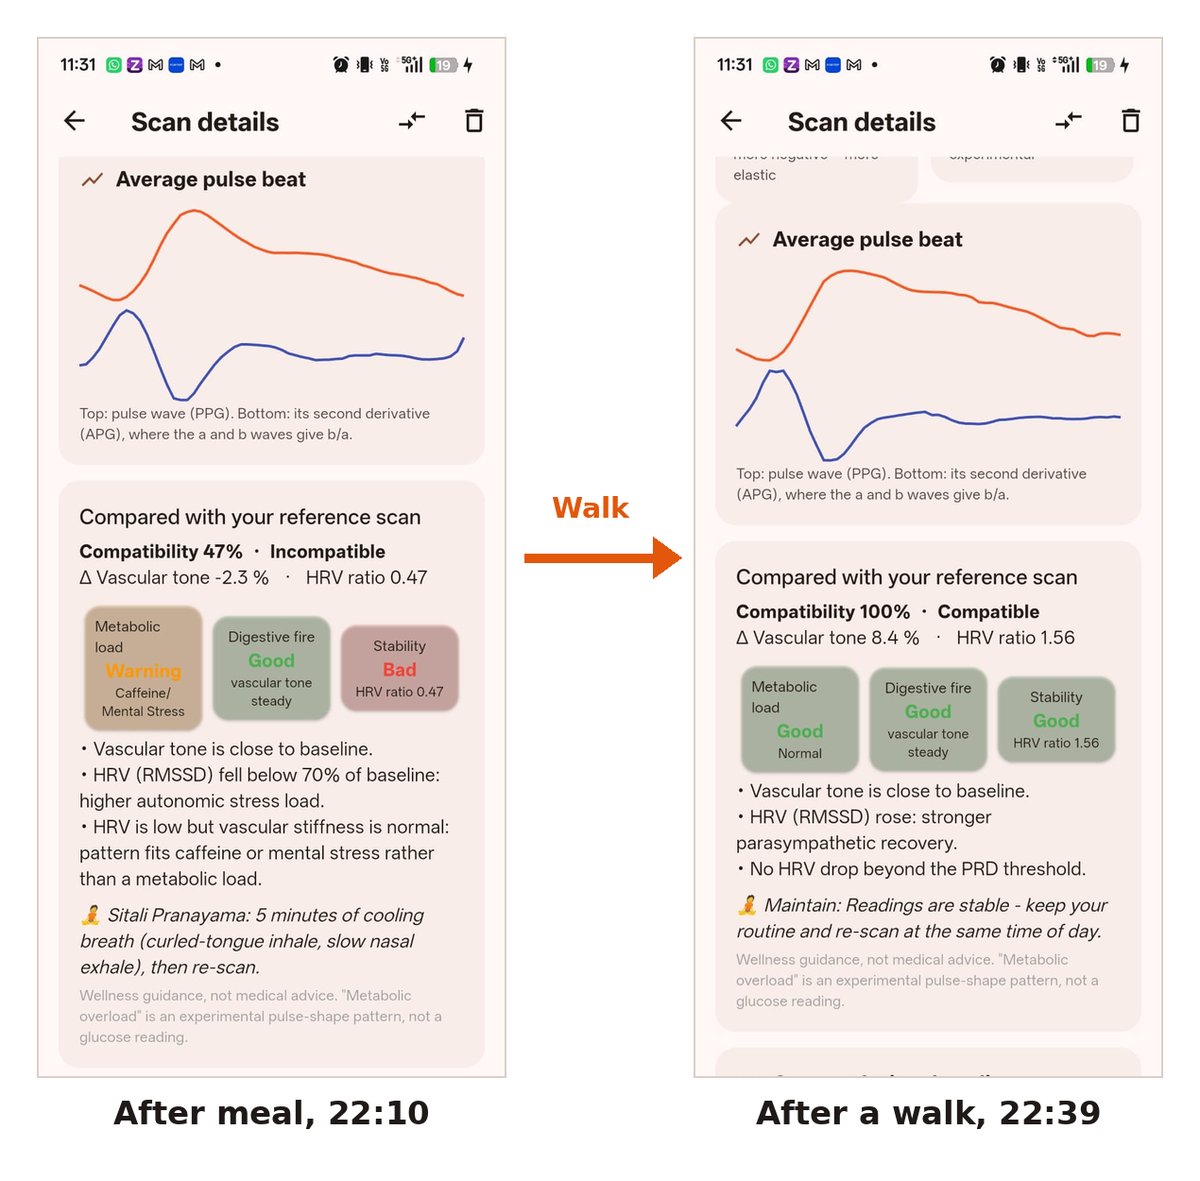 11:31
19
Scan details
Average pulse beat
Top: pulse wave (PPG). Bottom: its second derivative
(APG), where the a and b waves give b/a.
Compared with your reference scan
Compatibility 47% · Incompatible
Δ Vascular tone -2.3 % · HRV ratio 0.47
Metabolic
load
Warning
Caffeine/
Mental Stress
Digestive fire
Good
vascular tone
steady
Stability
Bad
HRV ratio 0.47
• Vascular tone is close to baseline.
• HRV (RMSSD) fell below 70% of baseline:
higher autonomic stress load.
• HRV is low but vascular stiffness is normal:
pattern fits caffeine or mental stress rather
than a metabolic load.
🧘 Sitali Pranayama: 5 minutes of cooling
breath (curled-tongue inhale, slow nasal
exhale), then re-scan.
Wellness guidance, not medical advice. "Metabolic
overload" is an experimental pulse-shape pattern, not a
glucose reading.
After meal, 22:10
Walk
11:31
5G+
19
Scan details
elastic
Average pulse beat
Top: pulse wave (PPG). Bottom: its second derivative
(APG), where the a and b waves give b/a.
Compared with your reference scan
Compatibility 100% · Compatible
Δ Vascular tone 8.4 % · HRV ratio 1.56
Metabolic
load
Good
Normal
Digestive fire
Good
vascular tone
steady
Stability
Good
HRV ratio 1.56
• Vascular tone is close to baseline.
• HRV (RMSSD) rose: stronger
parasympathetic recovery.
• No HRV drop beyond the PRD threshold.
🧘 Maintain: Readings are stable - keep your
routine and re-scan at the same time of day.
Wellness guidance, not medical advice. "Metabolic
overload" is an experimental pulse-shape pattern, not a
glucose reading.
After a walk, 22:39